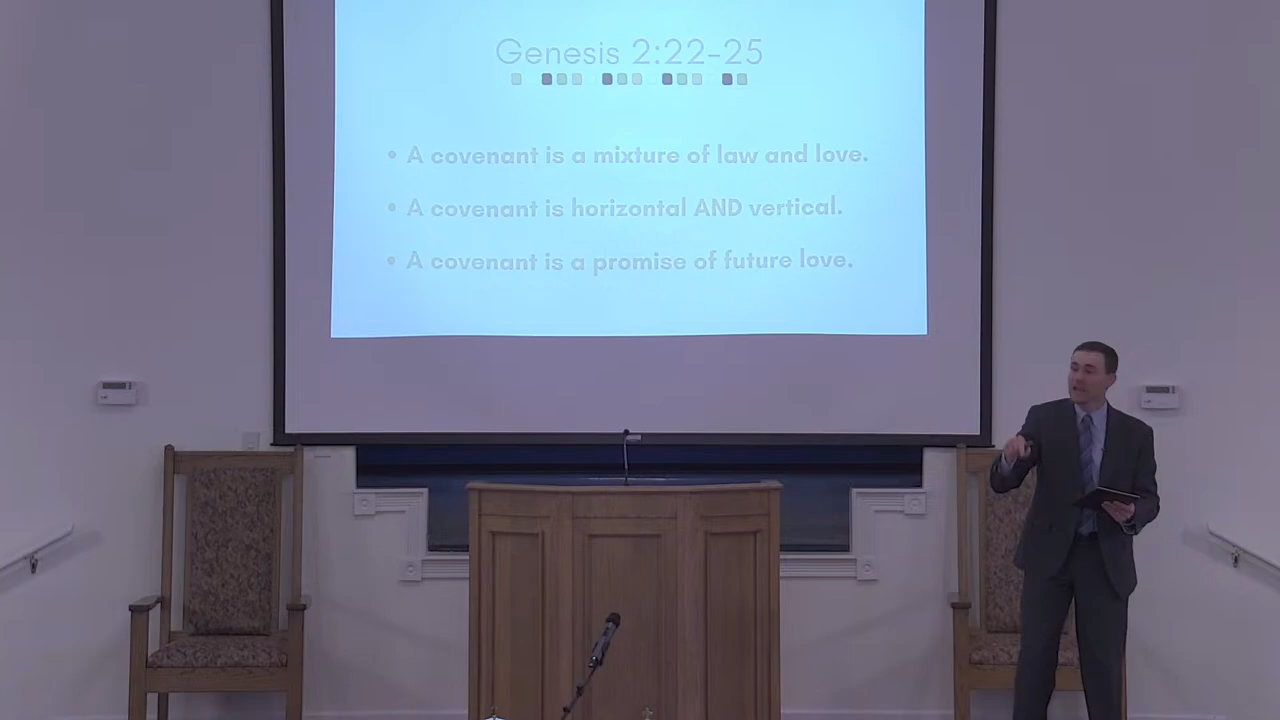 Genesis 2:22-25
• A covenant is a mixture of law and love.
• A covenant is horizontal AND vertical.
• A covenant is a promise of future love.